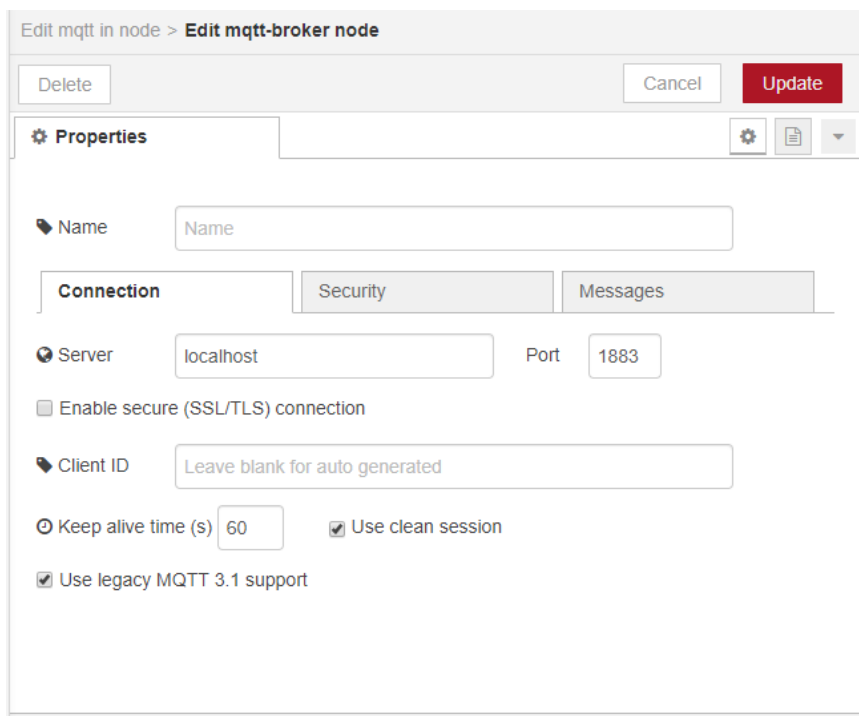 Edit mqtt in node > Edit mqtt-broker node
Delete Cancel Update
Properties
Name Name
Connection Security Messages
Server localhost Port 1883
Enable secure (SSL/TLS) connection
Client ID Leave blank for auto generated
Keep alive time (s) 60 Use clean session
Use legacy MQTT 3.1 support